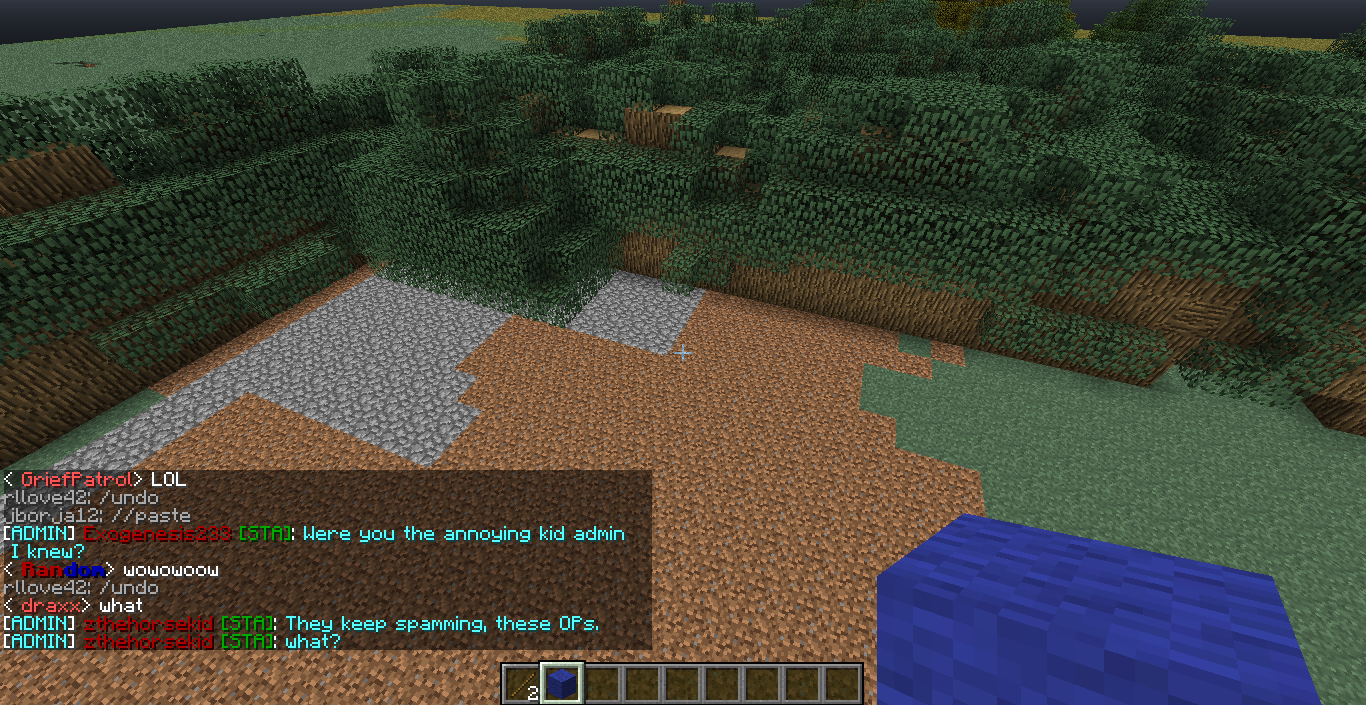 < GriefPatrol> LOL
rllove42: /undo
jborja12: //paste
[ADMIN] Exogenesis233 [STA]: Were you the annoying kid admin
I knew?
< Random> wowowoow
rllove42: /undo
< draxx> what
[ADMIN] zthehorsekid [STA]: They keep spamming, these OPs.
[ADMIN] zthehorsekid [STA]: what?
2